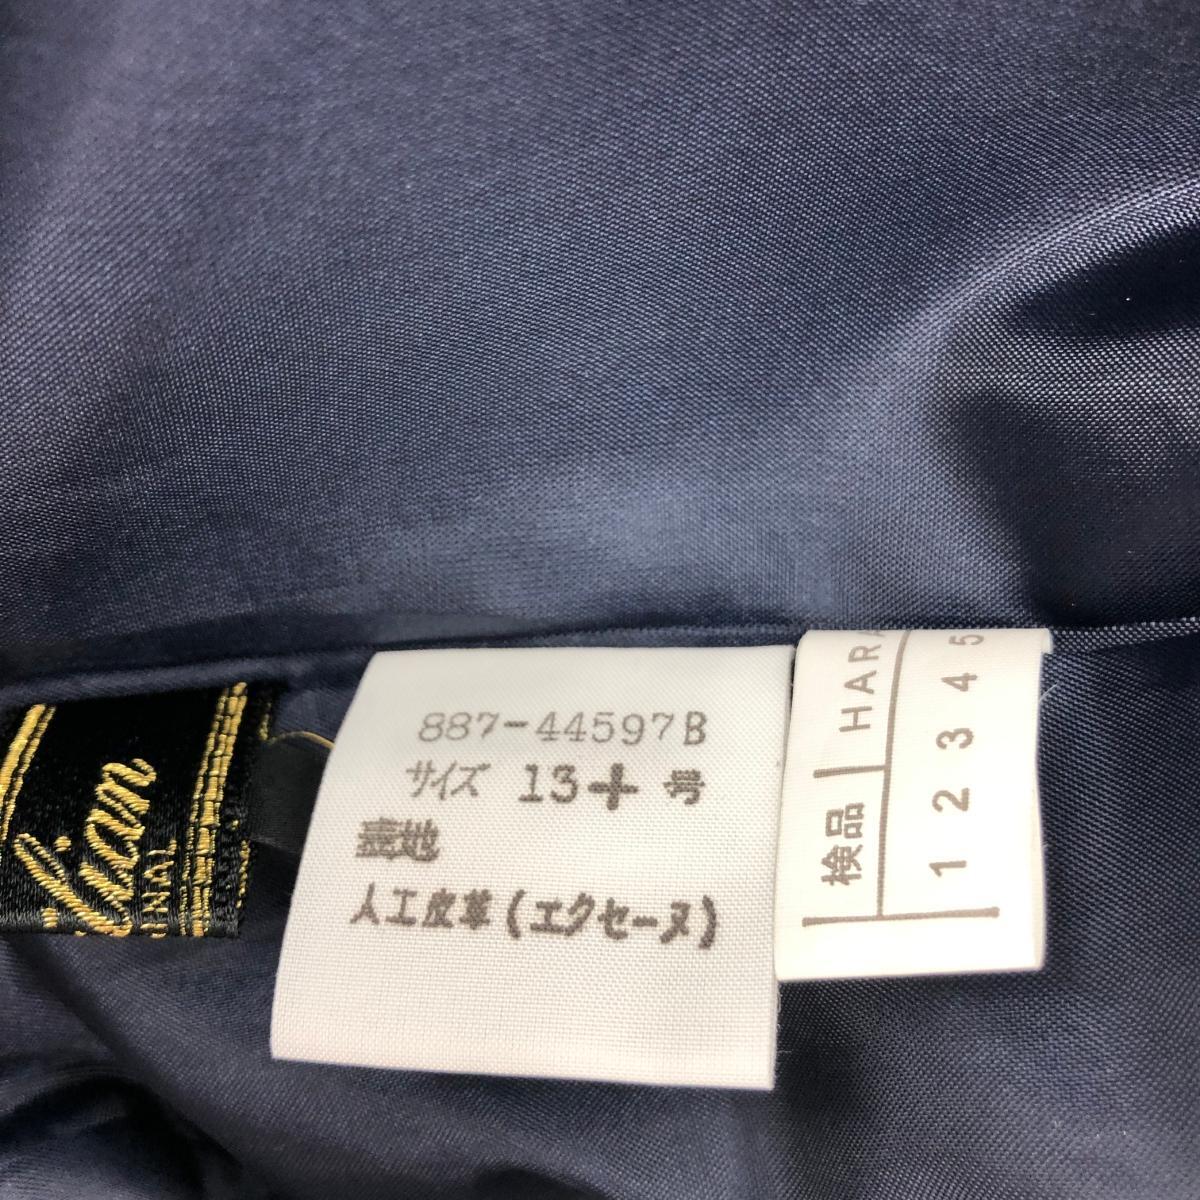 887-44597B
サイズ 13+ 号
表地
人工皮革(エクセーヌ)
検品 HARA
1 2 3 4 5